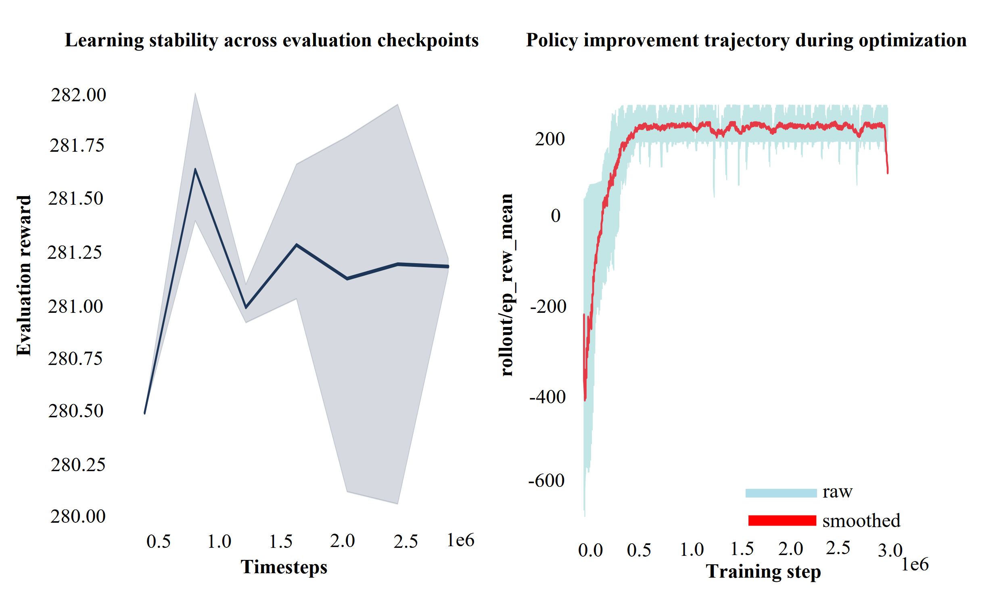 Learning stability across evaluation checkpoints
Evaluation reward
282.00
281.75
281.50
281.25
281.00
280.75
280.50
280.25
280.00
0.5 1.0 1.5 2.0 2.5 1e6
Timesteps
Policy improvement trajectory during optimization
rollout/ep_rew_mean
200
0
-200
-400
-600
raw
smoothed
0.0 0.5 1.0 1.5 2.0 2.5 3.0
1e6
Training step